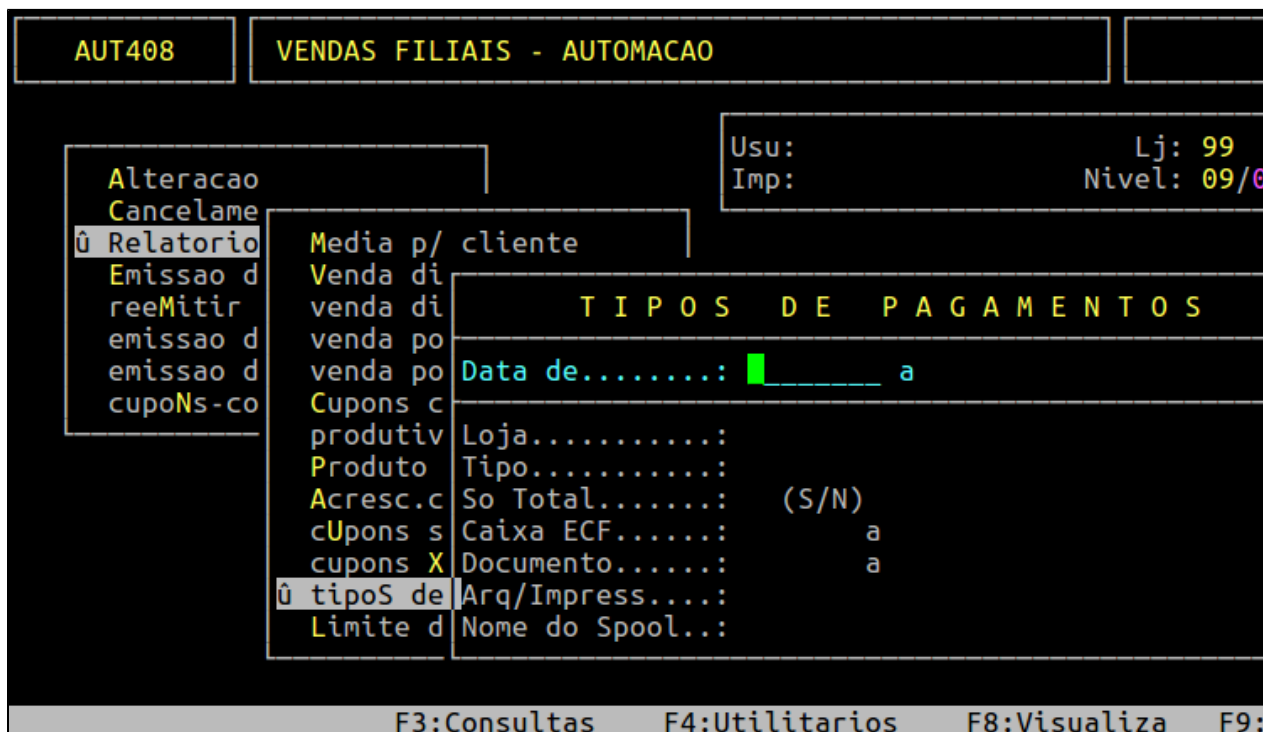 AUT408 VENDAS FILIAIS - AUTOMACAO
Usu: Lj: 99
Imp: Nivel: 09/0
Alteracao
Cancelame
û Relatorio
Emissao d
reeMitir
emissao d
emissao d
cupoNs-co
Media p/ cliente
Venda di
venda di
venda po
venda po
Cupons c
produtiv
Produto
Acresc.c
cUpons s
cupons X
û tipoS de
Limite d
T I P O S D E P A G A M E N T O S
Data de........: ________ a
Loja...........:
Tipo...........:
So Total.......: (S/N)
Caixa ECF......: a
Documento......: a
Arq/Impress....:
Nome do Spool..:
F3:Consultas F4:Utilitarios F8:Visualiza F9: